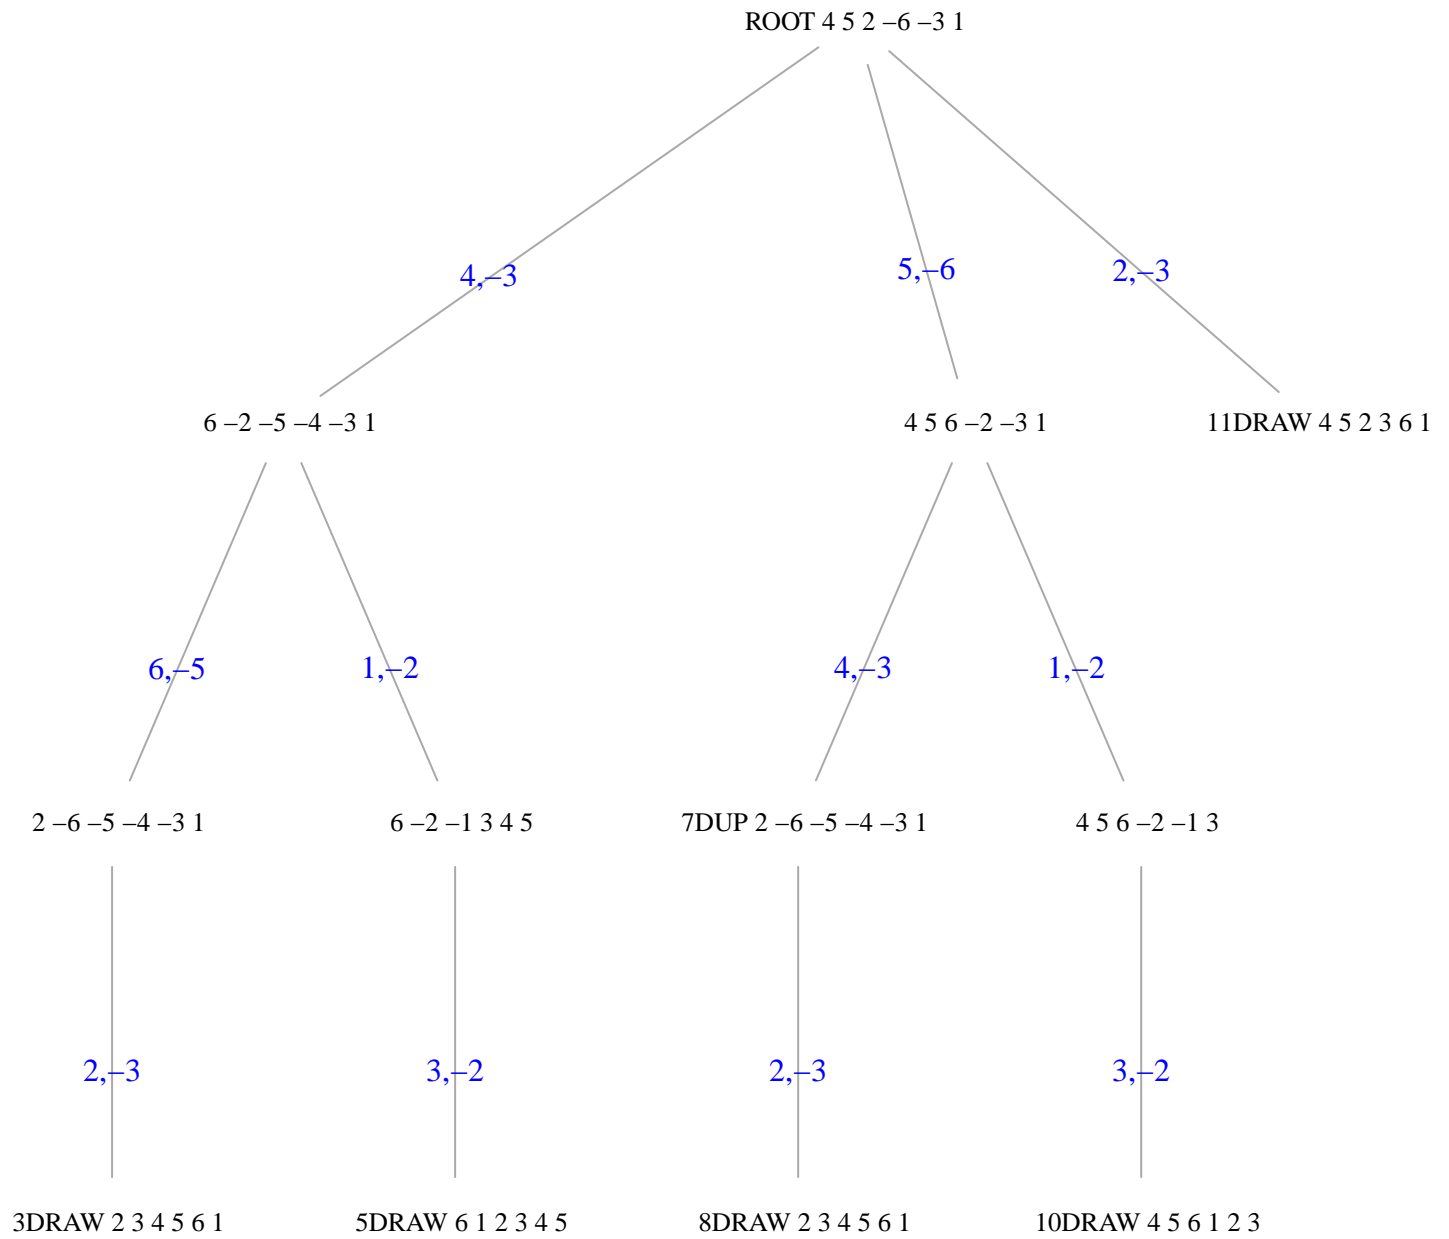 ROOT 4 5 2 –6 –3 1
4,–3
5,–6
2,–3
6 –2 –5 –4 –3 1
4 5 6 –2 –3 1
11DRAW 4 5 2 3 6 1
6,–5
1,–2
4,–3
1,–2
2 –6 –5 –4 –3 1
6 –2 –1 3 4 5
7DUP 2 –6 –5 –4 –3 1
4 5 6 –2 –1 3
2,–3
3,–2
2,–3
3,–2
3DRAW 2 3 4 5 6 1
5DRAW 6 1 2 3 4 5
8DRAW 2 3 4 5 6 1
10DRAW 4 5 6 1 2 3